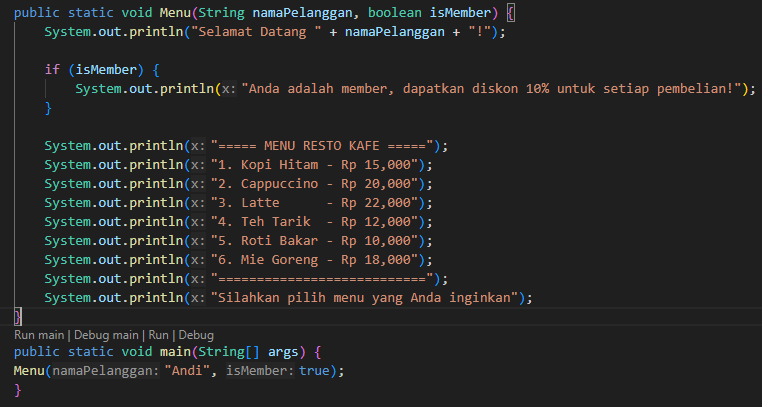 public static void Menu(String namaPelanggan, boolean isMember) {
    System.out.println("Selamat Datang " + namaPelanggan + "!");

    if (isMember) {
        System.out.println(x: "Anda adalah member, dapatkan diskon 10% untuk setiap pembelian!");
    }

    System.out.println(x: "===== MENU RESTO KAFE =====");
    System.out.println(x: "1. Kopi Hitam - Rp 15,000");
    System.out.println(x: "2. Cappuccino - Rp 20,000");
    System.out.println(x: "3. Latte      - Rp 22,000");
    System.out.println(x: "4. Teh Tarik  - Rp 12,000");
    System.out.println(x: "5. Roti Bakar - Rp 10,000");
    System.out.println(x: "6. Mie Goreng - Rp 18,000");
    System.out.println(x: "===========================");
    System.out.println(x: "Silahkan pilih menu yang Anda inginkan");
}
Run main | Debug main | Run | Debug
public static void main(String[] args) {
Menu(namaPelanggan: "Andi", isMember: true);
}